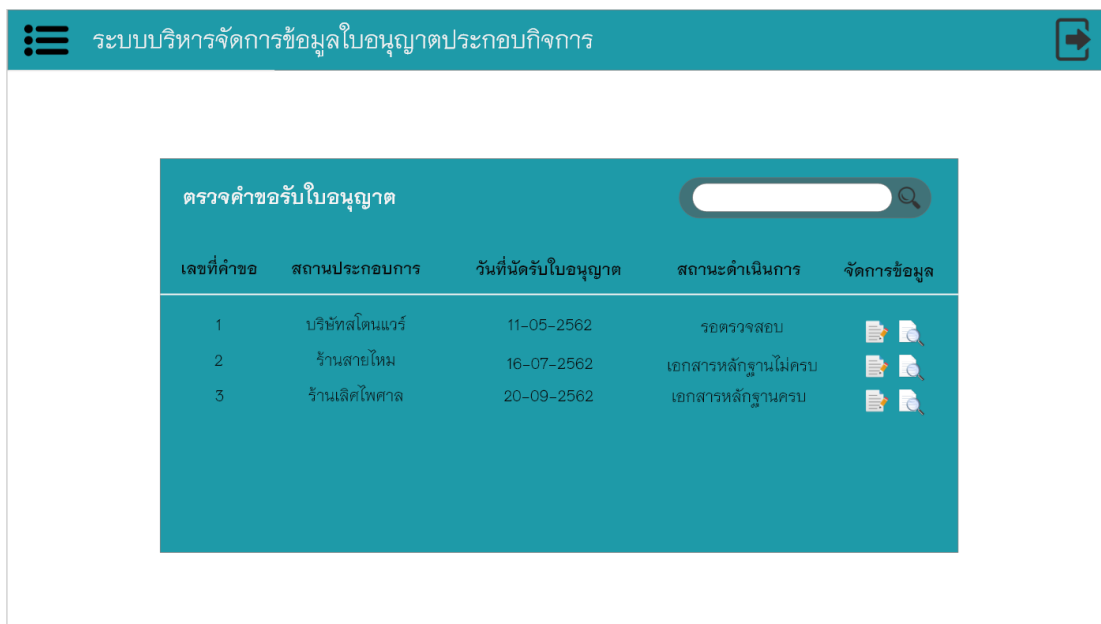 ระบบบริหารจัดการข้อมูลใบอนุญาตประกอบกิจการ
ตรวจคำขอรับใบอนุญาต
เลขที่คำขอ สถานประกอบการ วันที่นัดรับใบอนุญาต สถานะดำเนินการ จัดการข้อมูล
1 บริษัทสโตนแวร์ 11-05-2562 รอตรวจสอบ
2 ร้านสายไหม 16-07-2562 เอกสารหลักฐานไม่ครบ
3 ร้านเลิศไพศาล 20-09-2562 เอกสารหลักฐานครบ